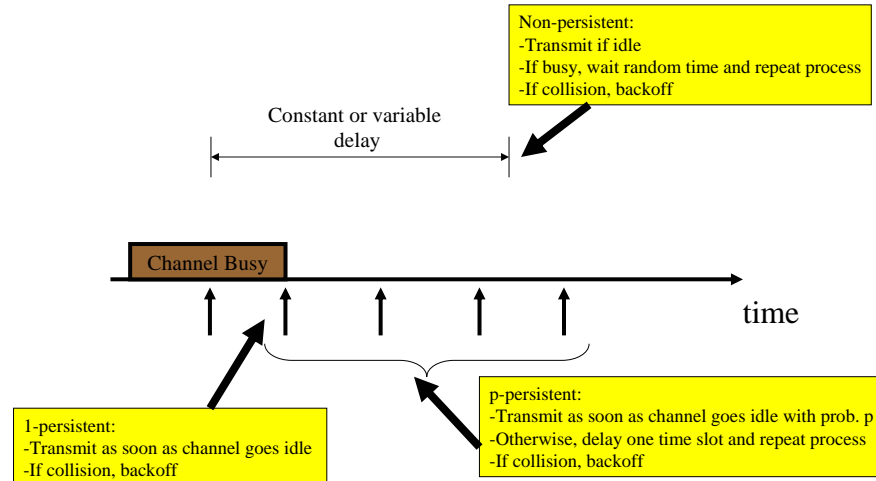 Non-persistent:
-Transmit if idle
-If busy, wait random time and repeat process
-If collision, backoff
Constant or variable
delay
Channel Busy
time
1-persistent:
-Transmit as soon as channel goes idle
-If collision, backoff
p-persistent:
-Transmit as soon as channel goes idle with prob. p
-Otherwise, delay one time slot and repeat process
-If collision, backoff